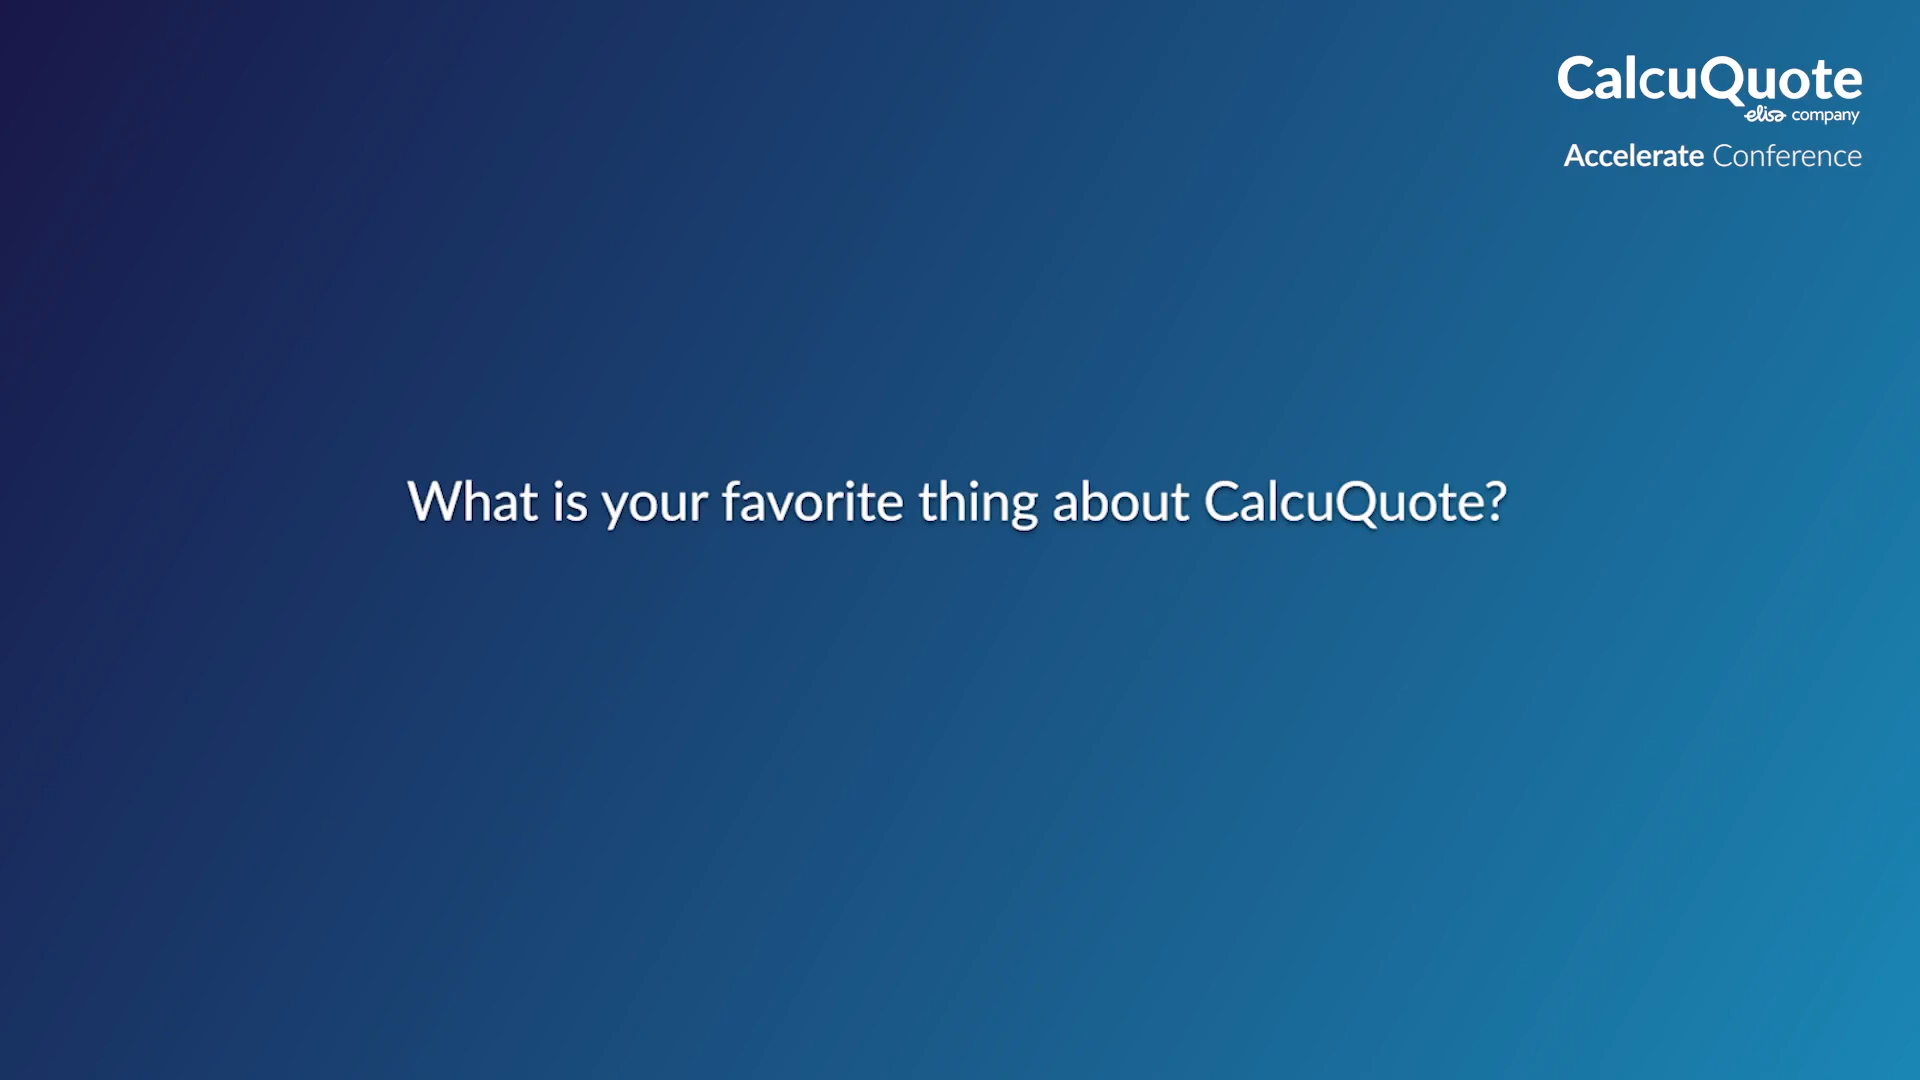 CalcuQuote
elisa company
Accelerate Conference
What is your favorite thing about CalcuQuote?